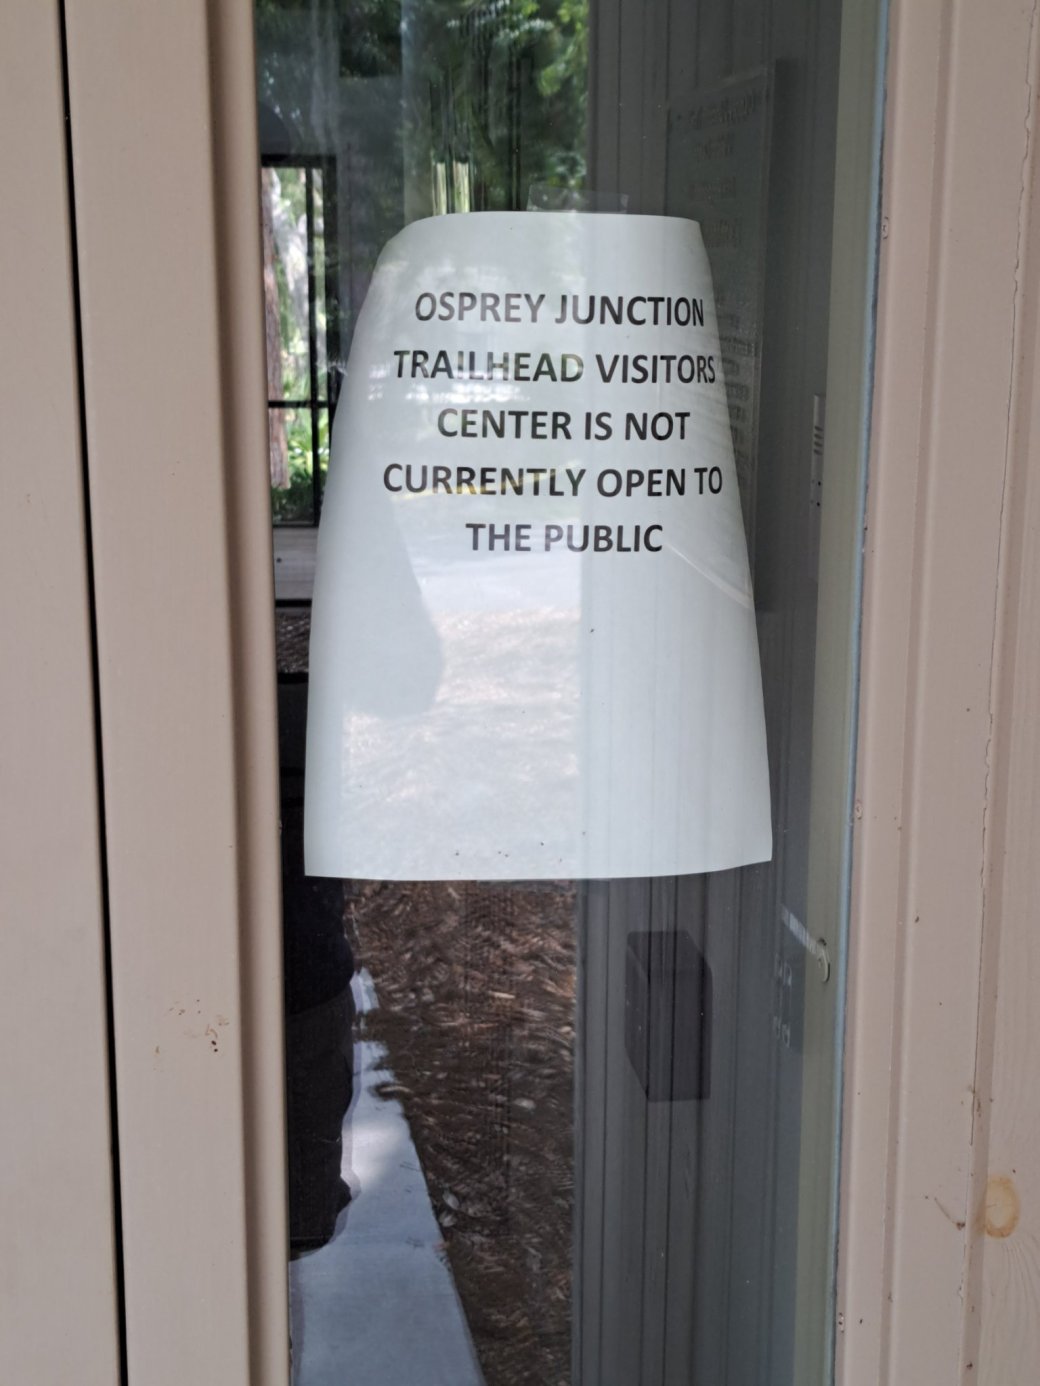 OSPREY JUNCTION
TRAILHEAD VISITORS
CENTER IS NOT
CURRENTLY OPEN TO
THE PUBLIC